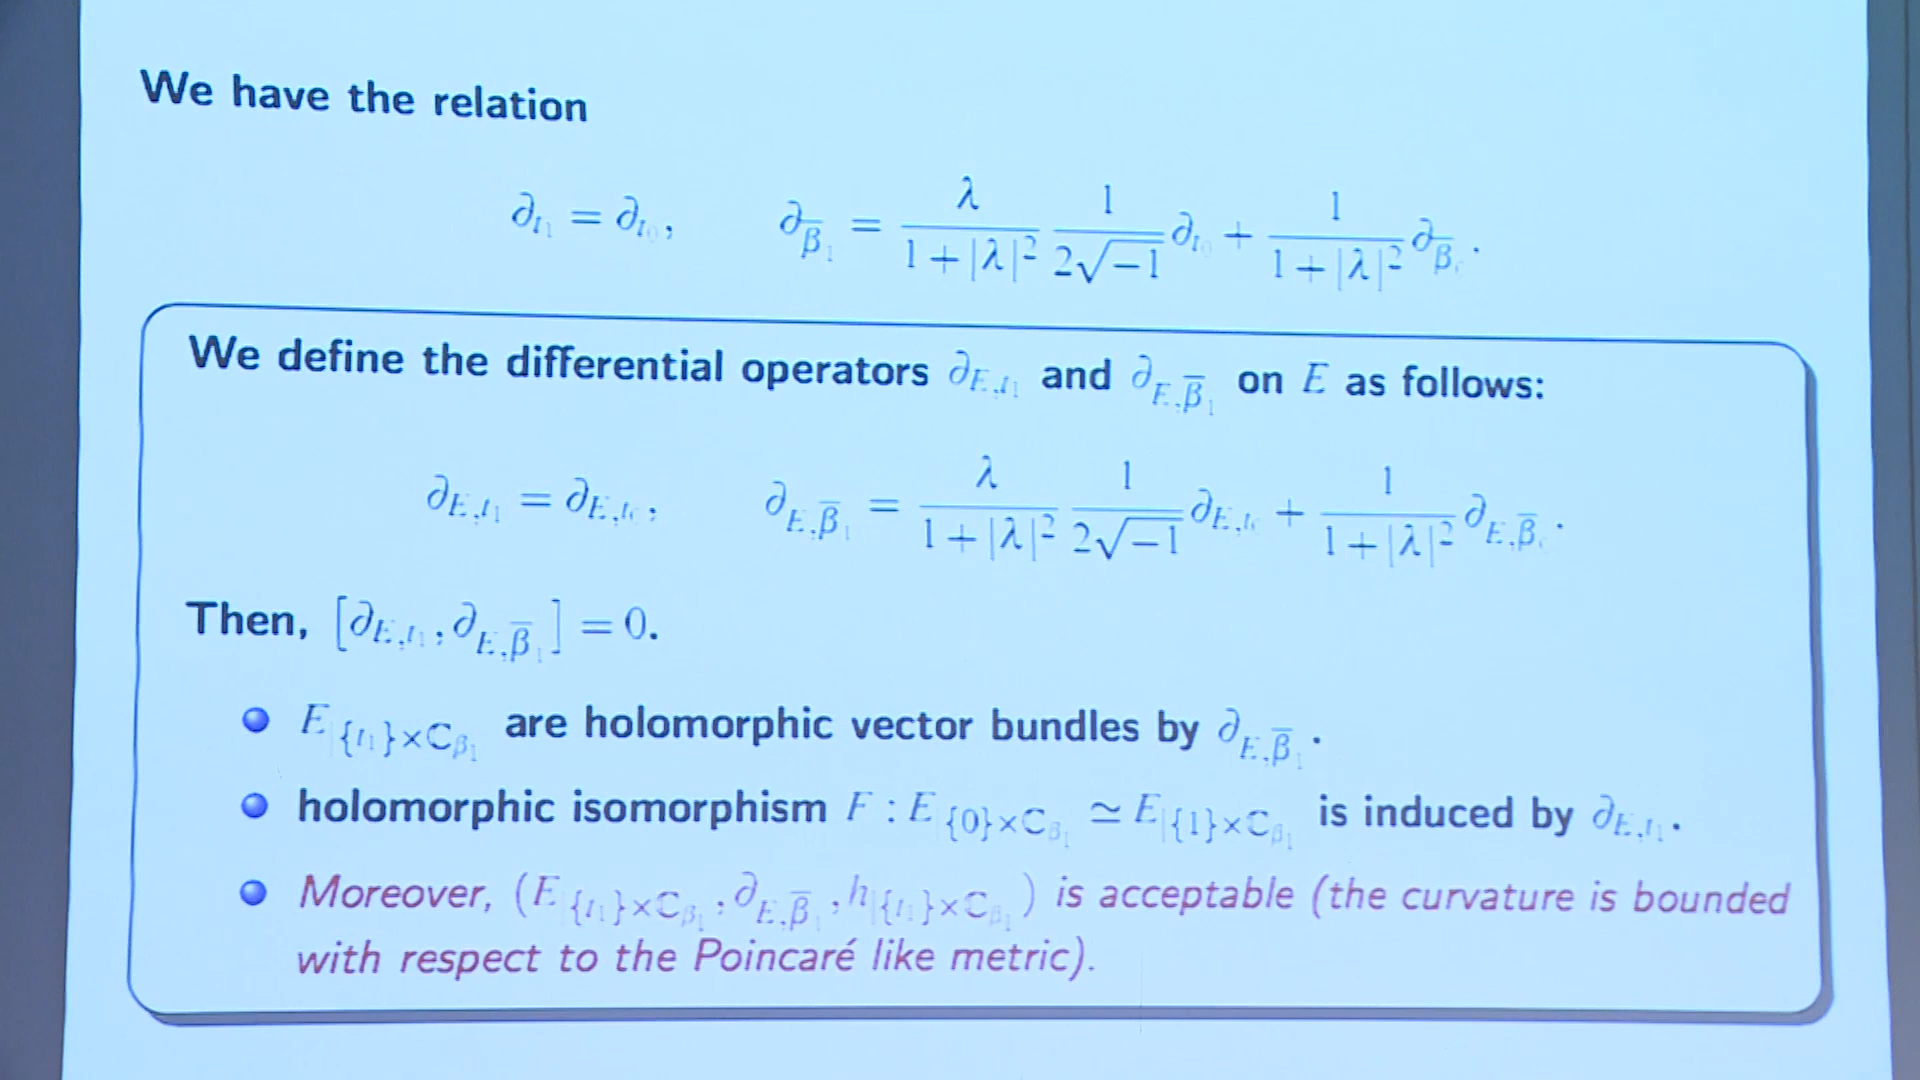 We have the relation
∂_{t_1} = ∂_{t_0}, ∂_{\overline{β}_1} = \frac{λ}{1+|λ|^2} \frac{1}{2\sqrt{-1}} ∂_{t_0} + \frac{1}{1+|λ|^2} ∂_{\overline{β}_0}.
We define the differential operators ∂_{E,t_1} and ∂_{E,\overline{β}_1} on E as follows:
∂_{E,t_1} = ∂_{E,t_0}, ∂_{E,\overline{β}_1} = \frac{λ}{1+|λ|^2} \frac{1}{2\sqrt{-1}} ∂_{E,t_0} + \frac{1}{1+|λ|^2} ∂_{E,\overline{β}_0}.
Then, [∂_{E,t_1}, ∂_{E,\overline{β}_1}] = 0.
E_{|\{t_1\}×C_{β_1}} are holomorphic vector bundles by ∂_{E,\overline{β}_1}.
holomorphic isomorphism F : E_{|\{0\}×C_{β_1}} ≃ E_{|\{1\}×C_{β_1}} is induced by ∂_{E,t_1}.
Moreover, (E_{|\{t_1\}×C_{β_1}}, ∂_{E,\overline{β}_1}, h_{|\{t_1\}×C_{β_1}}) is acceptable (the curvature is bounded
with respect to the Poincaré like metric).